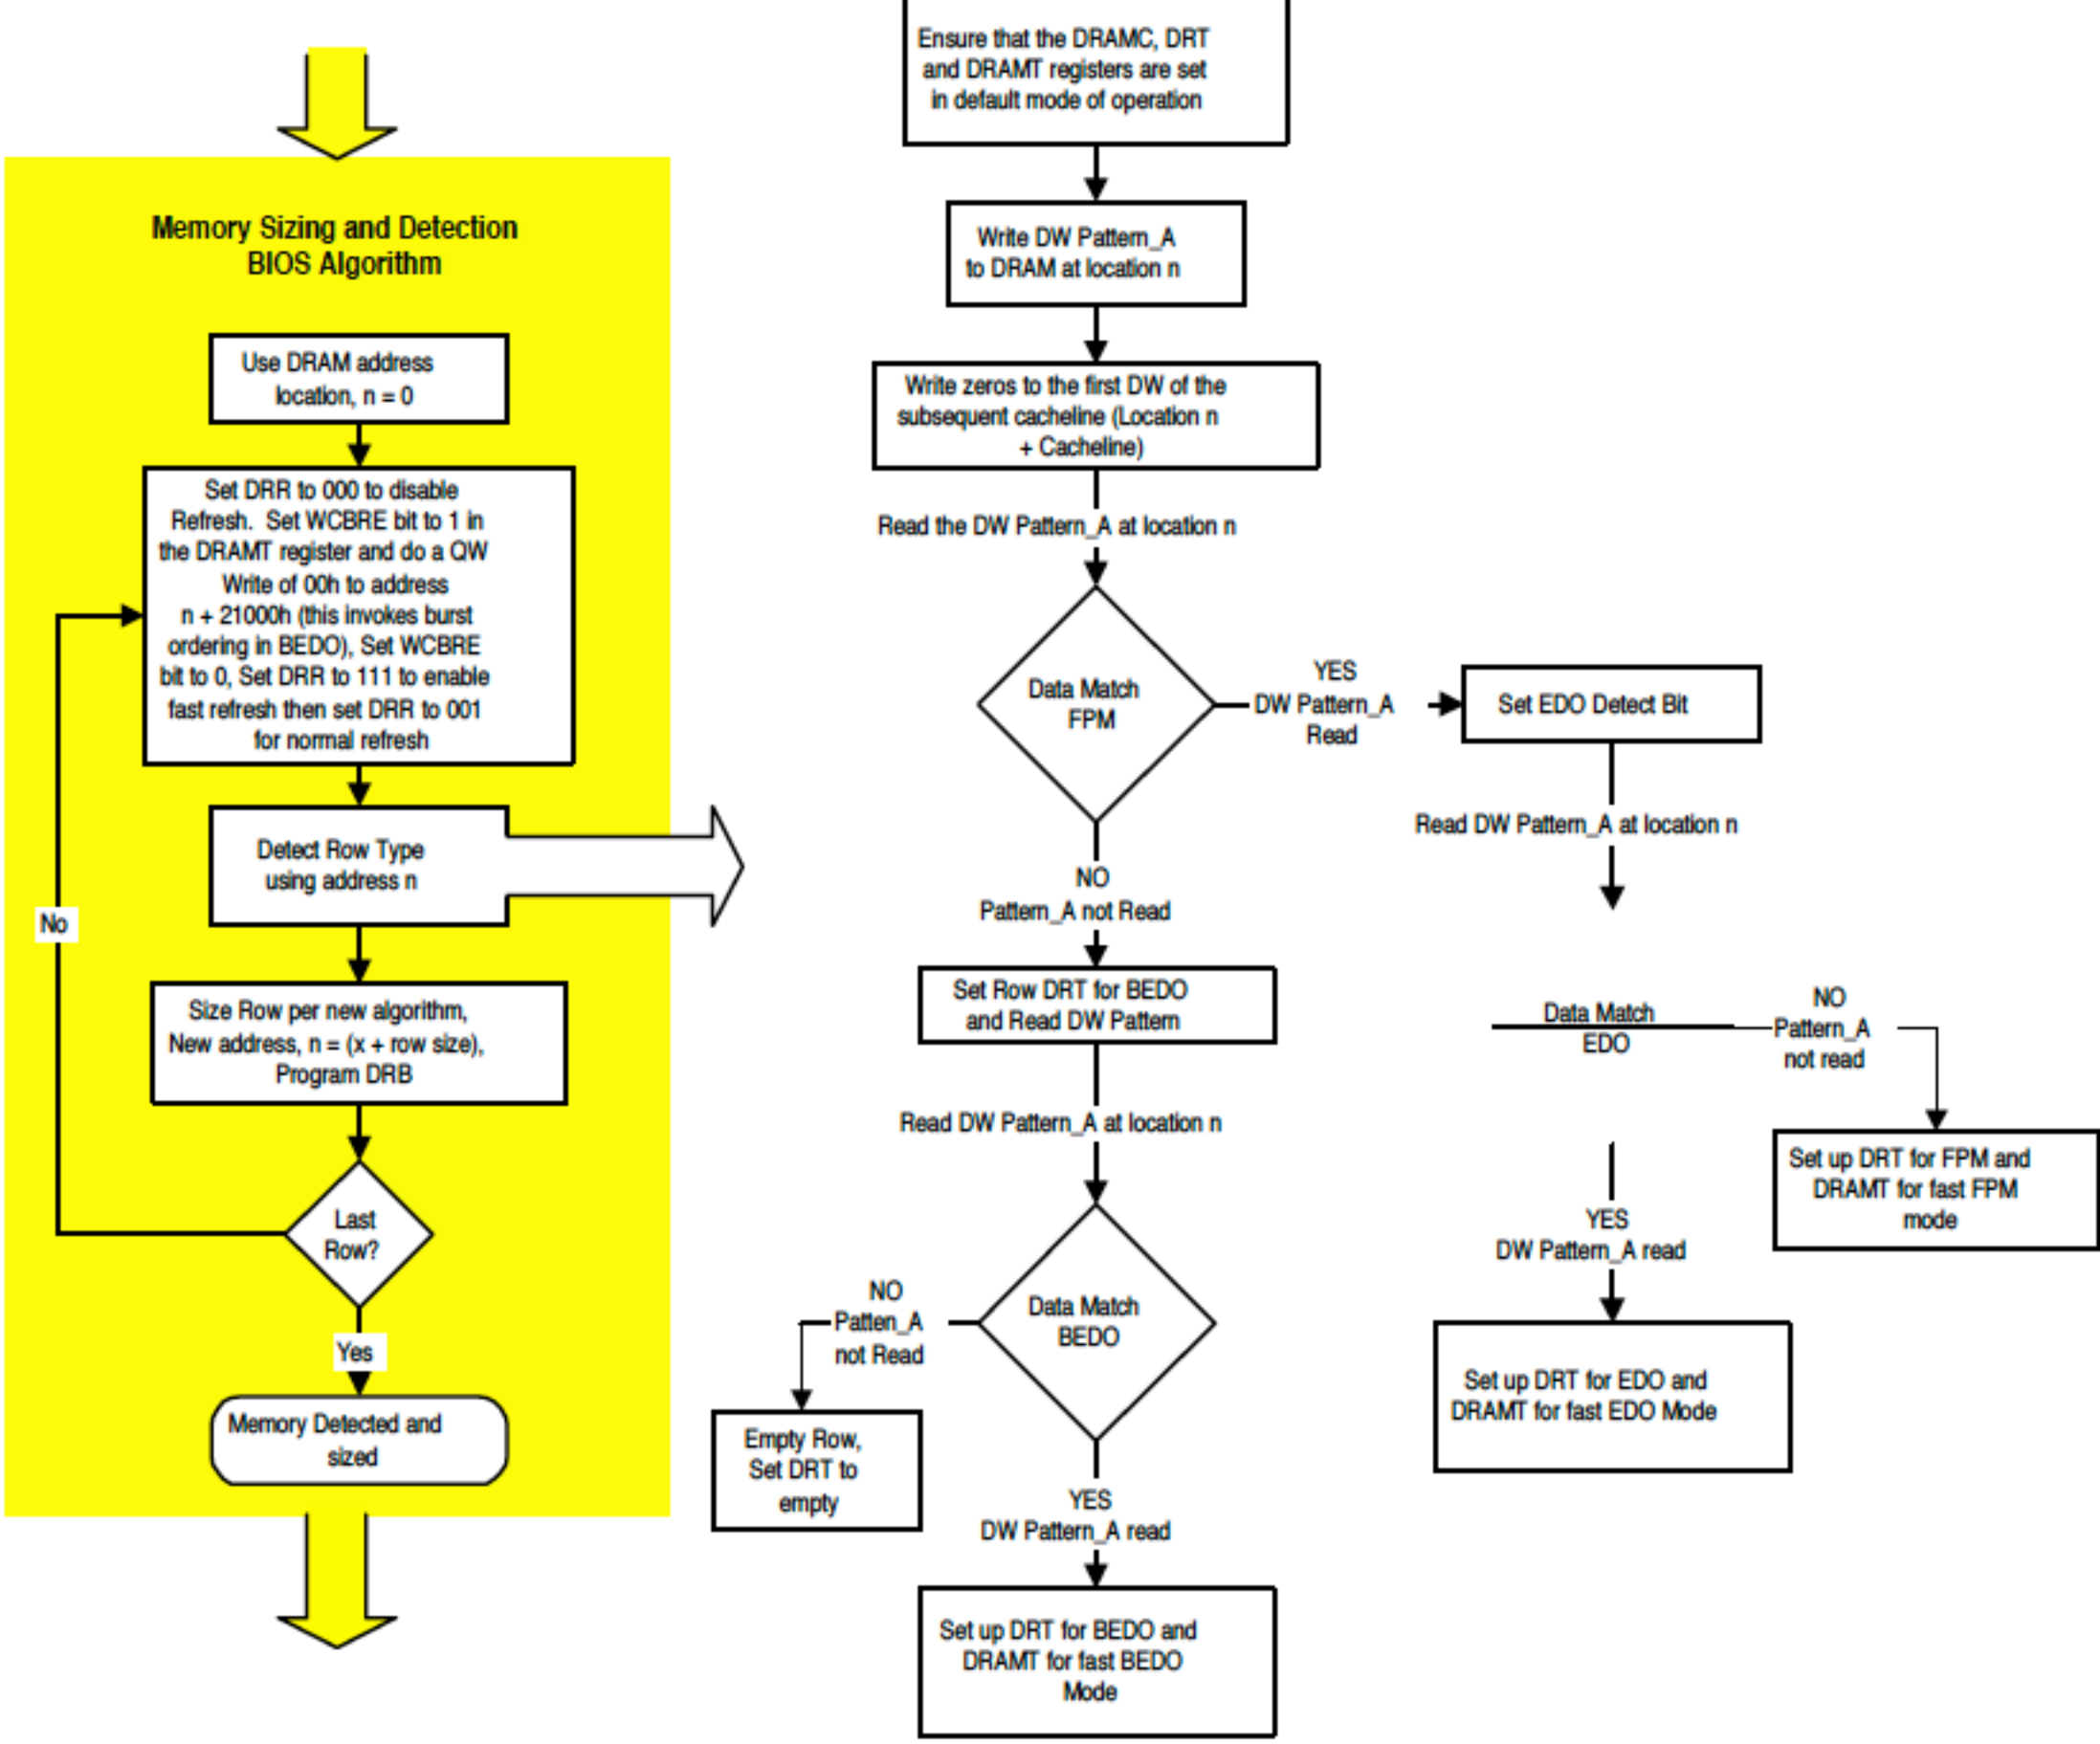 Memory Sizing and Detection
BIOS Algorithm
Use DRAM address
location, n = 0
Set DRR to 000 to disable
Refresh. Set WCBRE bit to 1 in
the DRAMT register and do a QW
Write of 00h to address
n + 21000h (this invokes burst
ordering in BEDO), Set WCBRE
bit to 0, Set DRR to 111 to enable
fast refresh then set DRR to 001
for normal refresh
Detect Row Type
using address n
No
Size Row per new algorithm,
New address, n = (x + row size),
Program DRB
Last
Row?
Yes
Memory Detected and
sized
Ensure that the DRAMC, DRT
and DRAMT registers are set
in default mode of operation
Write DW Pattern_A
to DRAM at location n
Write zeros to the first DW of the
subsequent cacheline (Location n
+ Cacheline)
Read the DW Pattern_A at location n
Data Match
FPM
YES
DW Pattern_A
Read
Set EDO Detect Bit
Read DW Pattern_A at location n
NO
Pattern_A not Read
Set Row DRT for BEDO
and Read DW Pattern
Data Match
EDO
NO
Pattern_A
not read
Set up DRT for FPM and
DRAMT for fast FPM
mode
YES
DW Pattern_A read
Set up DRT for EDO and
DRAMT for fast EDO Mode
Read DW Pattern_A at location n
Data Match
BEDO
NO
Patten_A
not Read
Empty Row,
Set DRT to
empty
YES
DW Pattern_A read
Set up DRT for BEDO and
DRAMT for fast BEDO
Mode